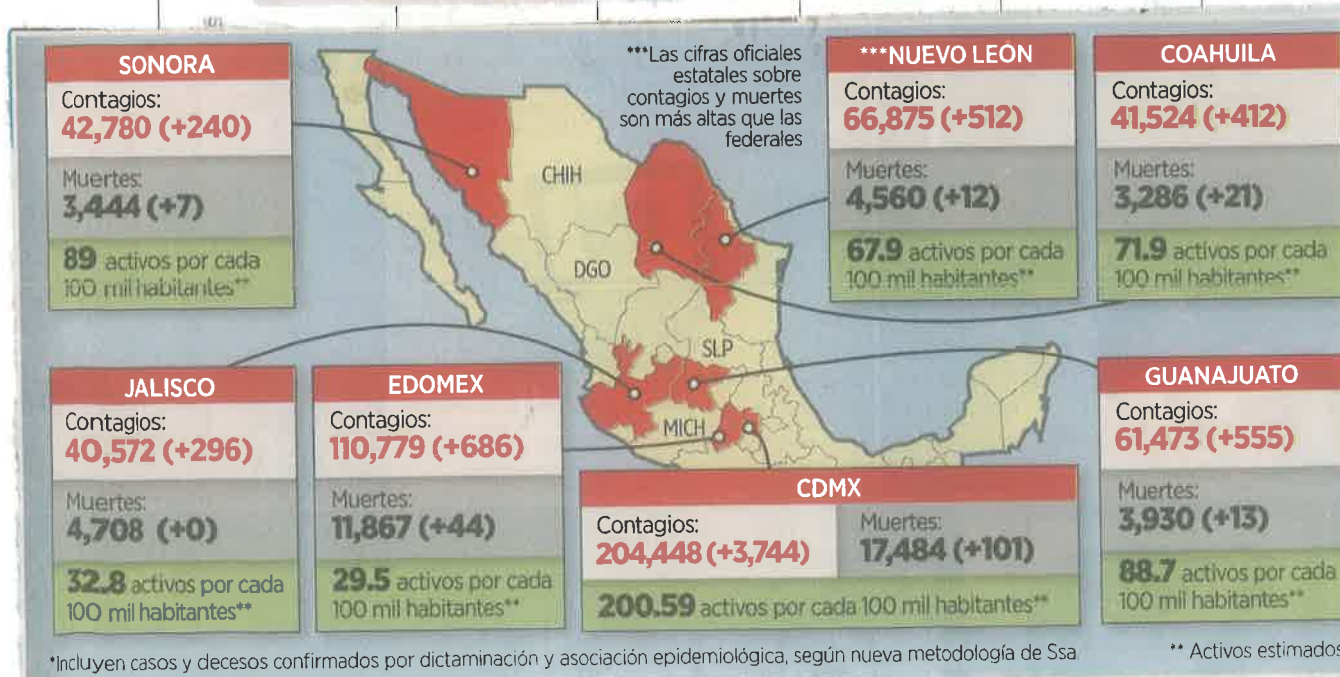 SONORA
Contagios:
42,780 (+240)
Muertes:
3,444 (+7)
89 activos por cada
100 mil habitantes**
***Las cifras oficiales
estatales sobre
contagios y muertes
son más altas que las
federales
***NUEVO LEÓN
Contagios:
66,875 (+512)
Muertes:
4,560 (+12)
67.9 activos por cada
100 mil habitantes**
COAHUILA
Contagios:
41,524 (+412)
Muertes:
3,286 (+21)
71.9 activos por cada
100 mil habitantes**
CHIH
DGO
SLP
MICH
JALISCO
Contagios:
40,572 (+296)
Muertes:
4,708 (+0)
32.8 activos por cada
100 mil habitantes**
EDOMEX
Contagios:
110,779 (+686)
Muertes:
11,867 (+44)
29.5 activos por cada
100 mil habitantes**
CDMX
Contagios:
204,448 (+3,744)
Muertes:
17,484 (+101)
200.59 activos por cada 100 mil habitantes**
GUANAJUATO
Contagios:
61,473 (+555)
Muertes:
3,930 (+13)
88.7 activos por cada
100 mil habitantes**
*Incluyen casos y decesos confirmados por dictaminación y asociación epidemiológica, según nueva metodología de Ssa.
** Activos estimados